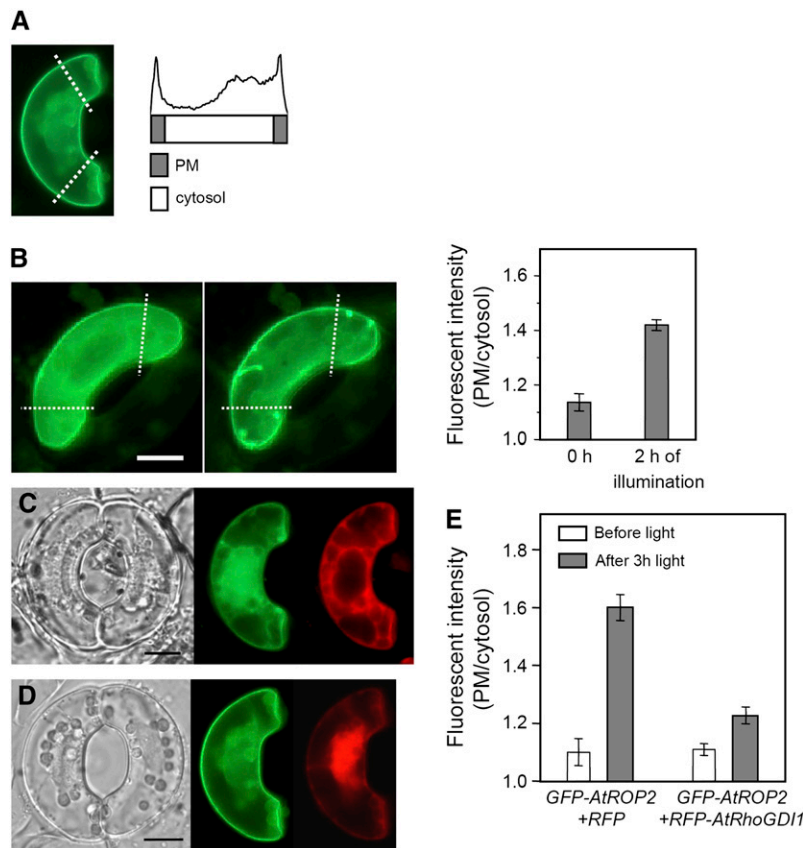 A
PM
cytosol
B
Fluorescent intensity
(PM/cytosol)
1.6
1.4
1.2
1.0
0 h
2 h of
illumination
C
D
E
Before light
After 3h light
Fluorescent intensity
(PM/cytosol)
1.8
1.6
1.4
1.2
1.0
GFP-AtROP2
+RFP
GFP-AtROP2
+RFP-AtRhoGDI1